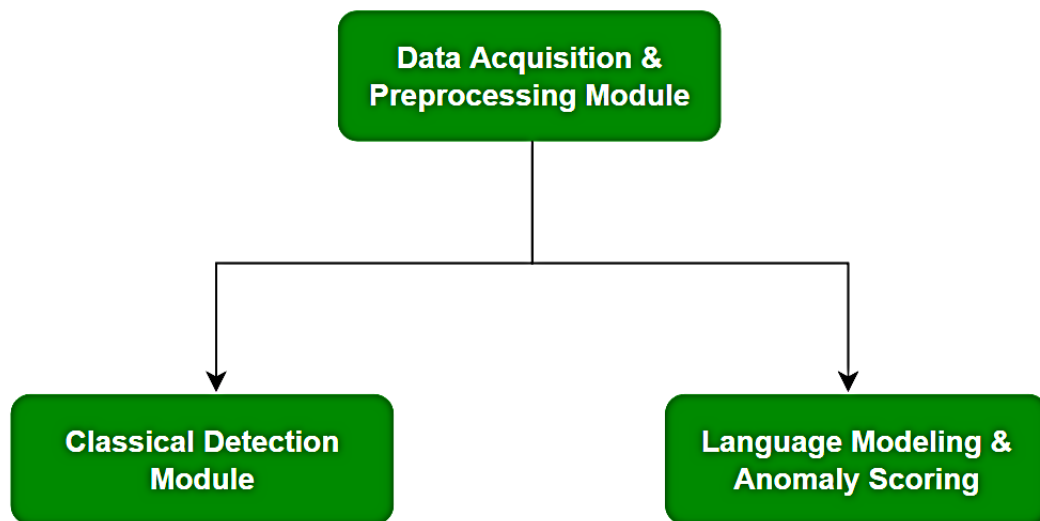 Data Acquisition &
Preprocessing Module
Classical Detection
Module
Language Modeling &
Anomaly Scoring